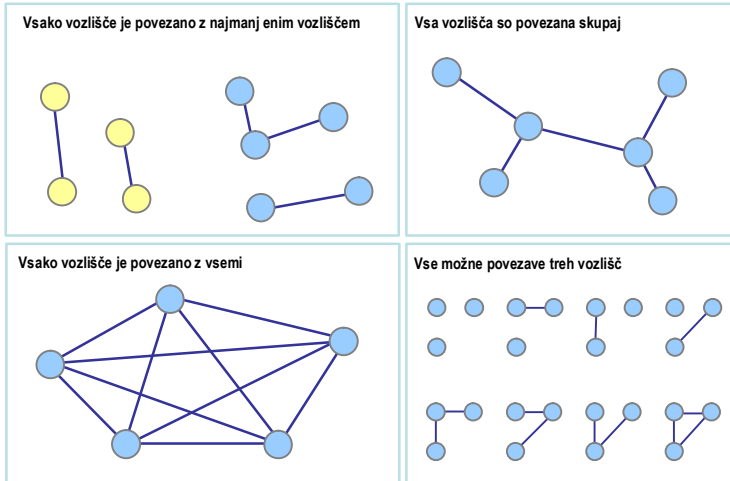 Vsako vozlišče je povezano z najmanj enim vozliščem
Vsa vozlišča so povezana skupaj
Vsako vozlišče je povezano z vsemi
Vse možne povezave treh vozlišč